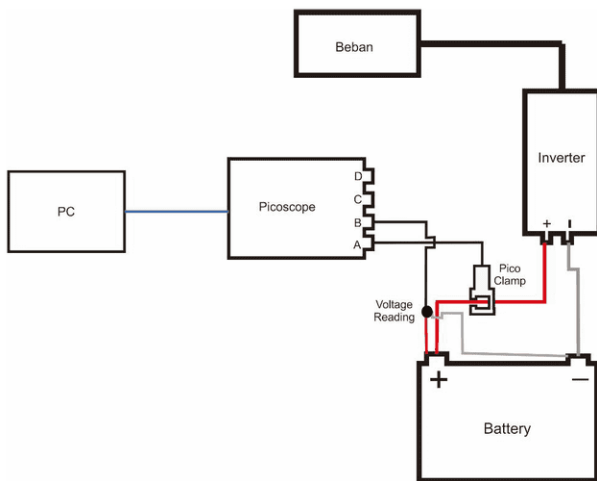 Beban
Inverter
+ -
D
C
B
A
Picoscope
PC
Pico
Clamp
Voltage
Reading
+ -
Battery